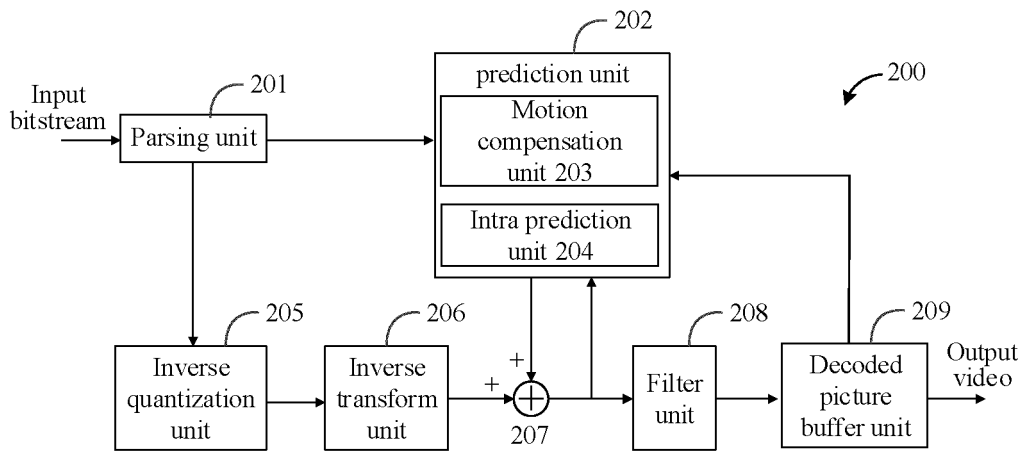 202
prediction unit
200
201
Input
bitstream
Parsing unit
Motion
compensation
unit 203
Intra prediction
unit 204
205
206
208
209
Inverse
quantization
unit
Inverse
transform
unit
+
+
207
Filter
unit
Decoded
picture
buffer unit
Output
video